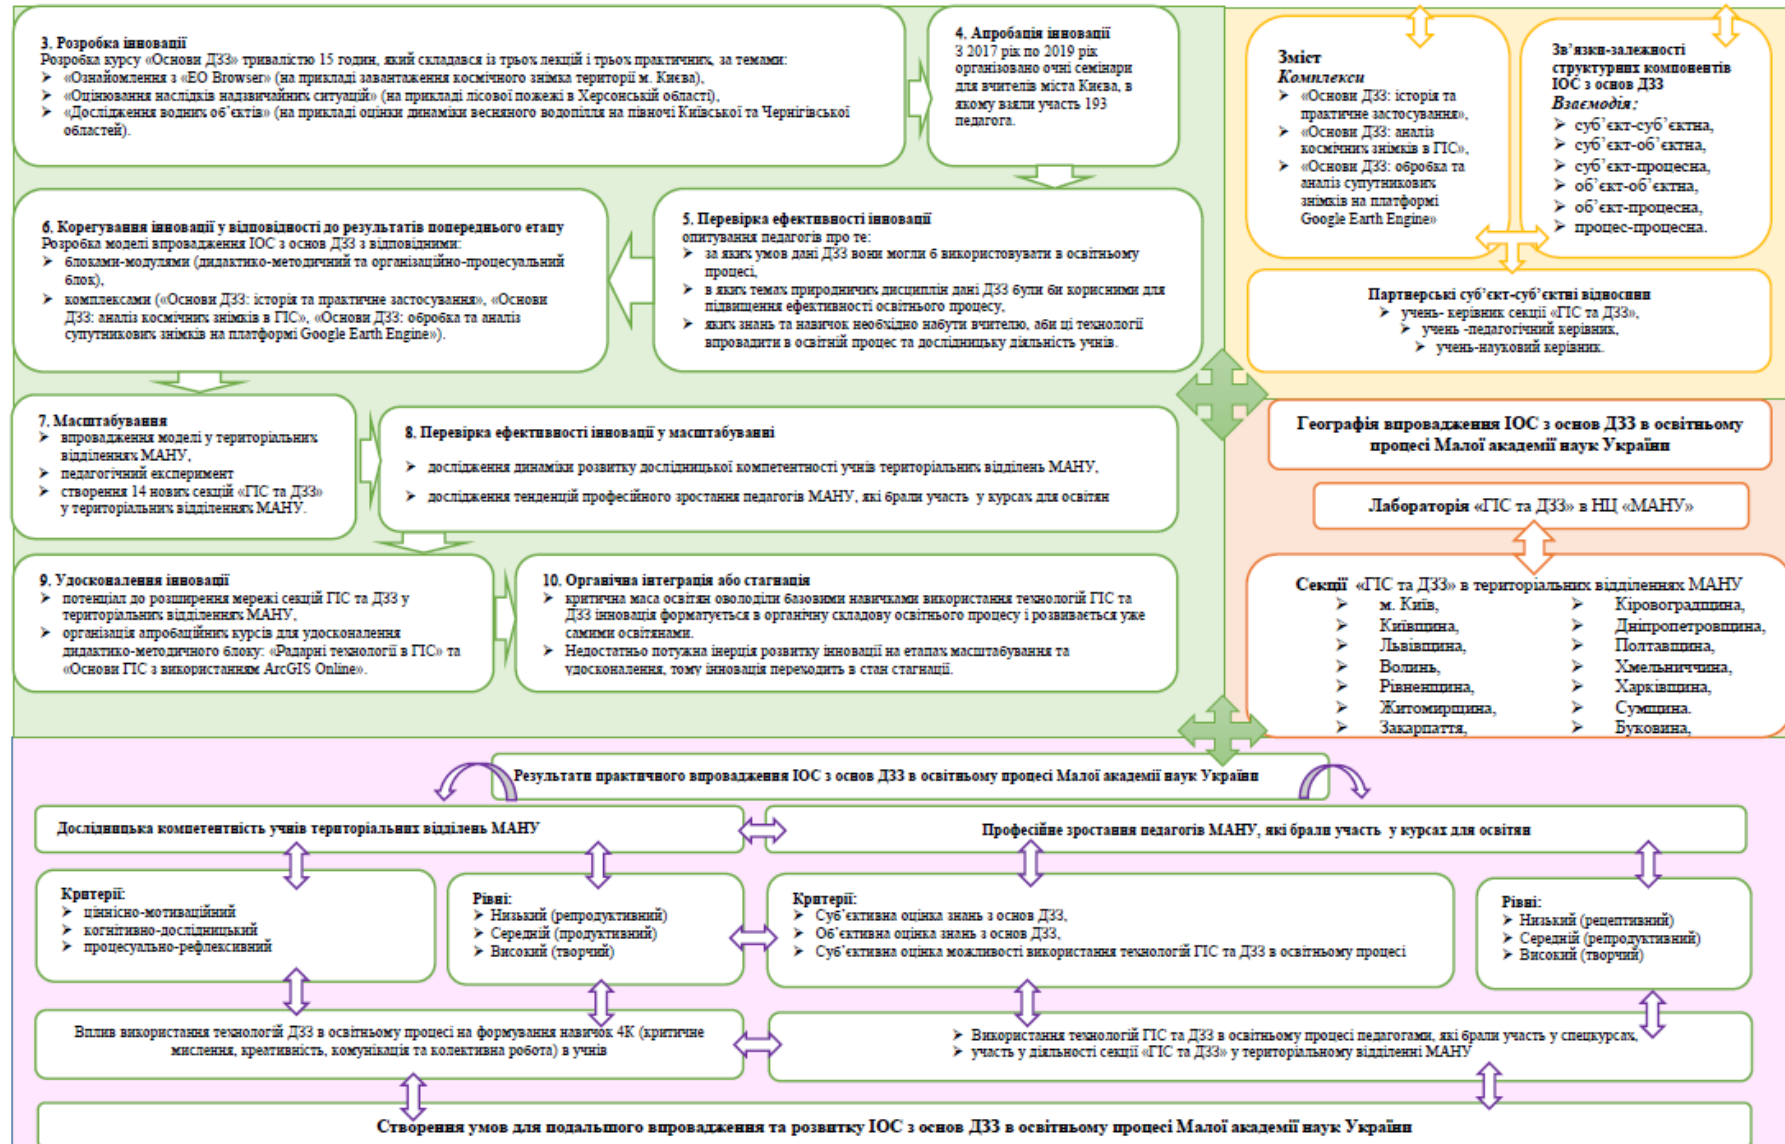 3. Розробка інновації
Розробка курсу «Основи ДЗЗ» тривалістю 15 годин, який складався із трьох лекцій і трьох практичних, за темами:
➢ «Ознайомлення з «EO Browser» (на прикладі завантаження космічного знімка території м. Києва),
➢ «Оцінювання наслідків надзвичайних ситуацій» (на прикладі лісової пожежі в Херсонській області),
➢ «Дослідження водних об’єктів» (на прикладі оцінки динаміки весняного водопілля на півночі Київської та Чернігівської
областей).
4. Апробація інновації
З 2017 рік по 2019 рік
організовано очні семінари
для вчителів міста Києва, в
якому взяли участь 193
педагога.
6. Корегування інновації у відповідності до результатів попереднього етапу
Розробка моделі впровадження ІОС з основ ДЗЗ з відповідними:
➢ блоками-модулями (дидактико-методичний та організаційно-процесуальний
блок),
➢ комплексами («Основи ДЗЗ: історія та практичне застосування», «Основи
ДЗЗ: аналіз космічних знімків в ГІС», «Основи ДЗЗ: обробка та аналіз
супутникових знімків на платформі Google Earth Engine»).
5. Перевірка ефективності інновації
опитування педагогів про те:
➢ за яких умов дані ДЗЗ вони могли б використовувати в освітньому
процесі,
➢ в яких темах природничих дисциплін дані ДЗЗ були би корисними для
підвищення ефективності освітнього процесу,
➢ яких знань та навичок необхідно набути вчителю, аби ці технології
впровадити в освітній процес та дослідницьку діяльність учнів.
7. Масштабування
➢ впровадження моделі у територіальних
відділеннях МАНУ,
➢ педагогічний експеримент
➢ створення 14 нових секцій «ГІС та ДЗЗ»
у територіальних відділеннях МАНУ.
8. Перевірка ефективності інновації у масштабуванні
➢ дослідження динаміки розвитку дослідницької компетентності учнів територіальних відділень МАНУ,
➢ дослідження тенденцій професійного зростання педагогів МАНУ, які брали участь у курсах для освітян
9. Удосконалення інновації
➢ потенціал до розширення мережі секцій ГІС та ДЗЗ у
територіальних відділеннях МАНУ,
➢ організація апробаційних курсів для удосконалення
дидактико-методичного блоку: «Радарні технології в ГІС» та
«Основи ГІС з використанням ArcGIS Online».
10. Органічна інтеграція або стагнація
➢ критична маса освітян оволоділи базовими навичками використання технологій ГІС та
ДЗЗ інновація форматується в органічну складову освітнього процесу і розвивається уже
самими освітянами.
➢ Недостатньо потужна інерція розвитку інновації на етапах масштабування та
удосконалення, тому інновація переходить в стан стагнації.
Зміст
Комплекси
➢ «Основи ДЗЗ: історія та
практичне застосування»,
➢ «Основи ДЗЗ: аналіз
космічних знімків в ГІС»,
➢ «Основи ДЗЗ: обробка та
аналіз супутникових
знімків на платформі
Google Earth Engine»
Зв’язки-залежності
структурних компонентів
ІОС з основ ДЗЗ
Взаємодія:
➢ суб’єкт-суб’єктна,
➢ суб’єкт-об’єктна,
➢ суб’єкт-процесна,
➢ об’єкт-об’єктна,
➢ об’єкт-процесна,
➢ процес-процесна.
Партнерські суб’єкт-суб’єктні відносини
➢ учень- керівник секції «ГІС та ДЗЗ»,
➢ учень -педагогічний керівник,
➢ учень-науковий керівник.
Географія впровадження ІОС з основ ДЗЗ в освітньому
процесі Малої академії наук України
Лабораторія «ГІС та ДЗЗ» в НЦ «МАНУ»
Секції «ГІС та ДЗЗ» в територіальних відділеннях МАНУ
➢ м. Київ,
➢ Київщина,
➢ Львівщина,
➢ Волинь,
➢ Рівненщина,
➢ Житомирщина,
➢ Закарпаття,
➢ Кіровоградщина,
➢ Дніпропетровщина,
➢ Полтавщина,
➢ Хмельниччина,
➢ Харківщина,
➢ Сумщина.
➢ Буковина,
Результати практичного впровадження ІОС з основ ДЗЗ в освітньому процесі Малої академії наук України
Дослідницька компетентність учнів територіальних відділень МАНУ
Професійне зростання педагогів МАНУ, які брали участь у курсах для освітян
Критерії:
➢ ціннісно-мотиваційний
➢ когнітивно-дослідницький
➢ процесуально-рефлексивний
Рівні:
➢ Низький (репродуктивний)
➢ Середній (продуктивний)
➢ Високий (творчий)
Критерії:
➢ Суб’єктивна оцінка знань з основ ДЗЗ,
➢ Об’єктивна оцінка знань з основ ДЗЗ,
➢ Суб’єктивна оцінка можливості використання технологій ГІС та ДЗЗ в освітньому процесі
Рівні:
➢ Низький (рецептивний)
➢ Середній (репродуктивний)
➢ Високий (творчий)
Вплив використання технологій ДЗЗ в освітньому процесі на формування навичок 4К (критичне
мислення, креативність, комунікація та колективна робота) в учнів
➢ Використання технологій ГІС та ДЗЗ в освітньому процесі педагогами, які брали участь у спецкурсах,
➢ участь у діяльності секції «ГІС та ДЗЗ» у територіальному відділенні МАНУ
Створення умов для подальшого впровадження та розвитку ІОС з основ ДЗЗ в освітньому процесі Малої академії наук України